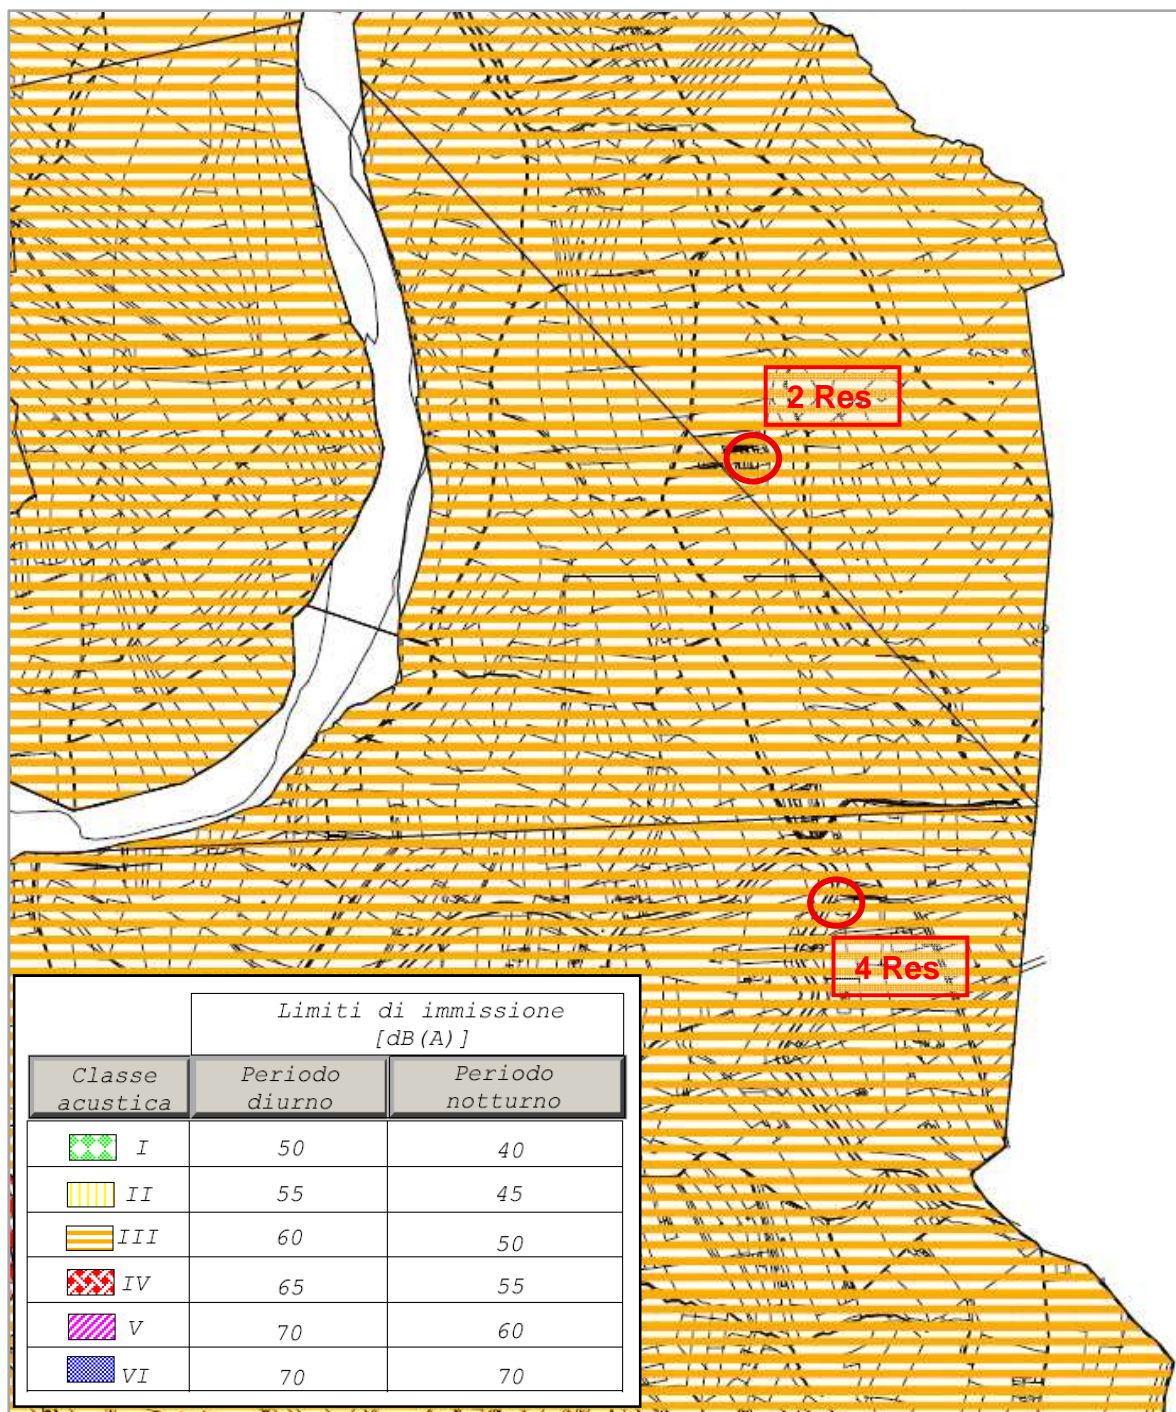 2 Res
4 Res
Limiti di immissione
[dB(A)]
Classe acustica
Periodo diurno
Periodo notturno
I 50 40
II 55 45
III 60 50
IV 65 55
V 70 60
VI 70 70